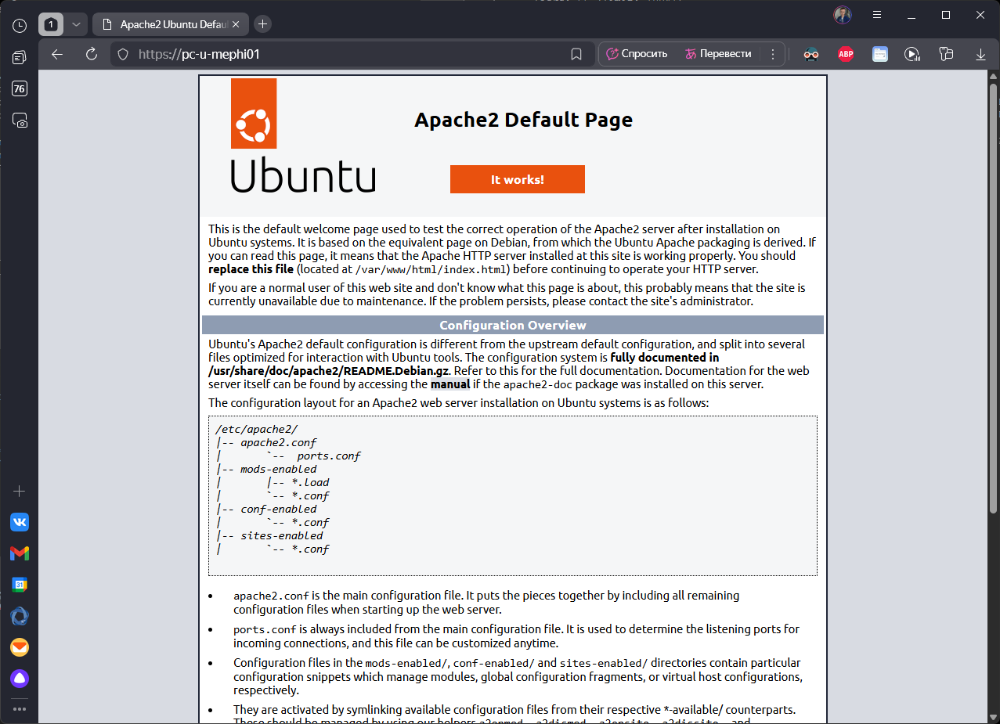 1
Apache2 Ubuntu Defau
https://pc-u-mephi01
Спросить
Перевести
ABP
76
Ubuntu
Apache2 Default Page
It works!
This is the default welcome page used to test the correct operation of the Apache2 server after installation on
Ubuntu systems. It is based on the equivalent page on Debian, from which the Ubuntu Apache packaging is derived. If
you can read this page, it means that the Apache HTTP server installed at this site is working properly. You should
replace this file (located at /var/www/html/index.html) before continuing to operate your HTTP server.
If you are a normal user of this web site and don't know what this page is about, this probably means that the site is
currently unavailable due to maintenance. If the problem persists, please contact the site's administrator.
Configuration Overview
Ubuntu's Apache2 default configuration is different from the upstream default configuration, and split into several
files optimized for interaction with Ubuntu tools. The configuration system is fully documented in
/usr/share/doc/apache2/README.Debian.gz. Refer to this for the full documentation. Documentation for the web
server itself can be found by accessing the manual if the apache2-doc package was installed on this server.
The configuration layout for an Apache2 web server installation on Ubuntu systems is as follows:
/etc/apache2/
|-- apache2.conf
|       `--  ports.conf
|-- mods-enabled
|       |-- *.load
|       `-- *.conf
|-- conf-enabled
|       `-- *.conf
|-- sites-enabled
|       `-- *.conf
31
• apache2.conf is the main configuration file. It puts the pieces together by including all remaining
configuration files when starting up the web server.
• ports.conf is always included from the main configuration file. It is used to determine the listening ports for
incoming connections, and this file can be customized anytime.
• Configuration files in the mods-enabled/, conf-enabled/ and sites-enabled/ directories contain particular
configuration snippets which manage modules, global configuration fragments, or virtual host configurations,
respectively.
• They are activated by symlinking available configuration files from their respective *-available/ counterparts.
These should be managed by using our helpers a2enmod, a2dismod, a2ensite, a2dissite, and